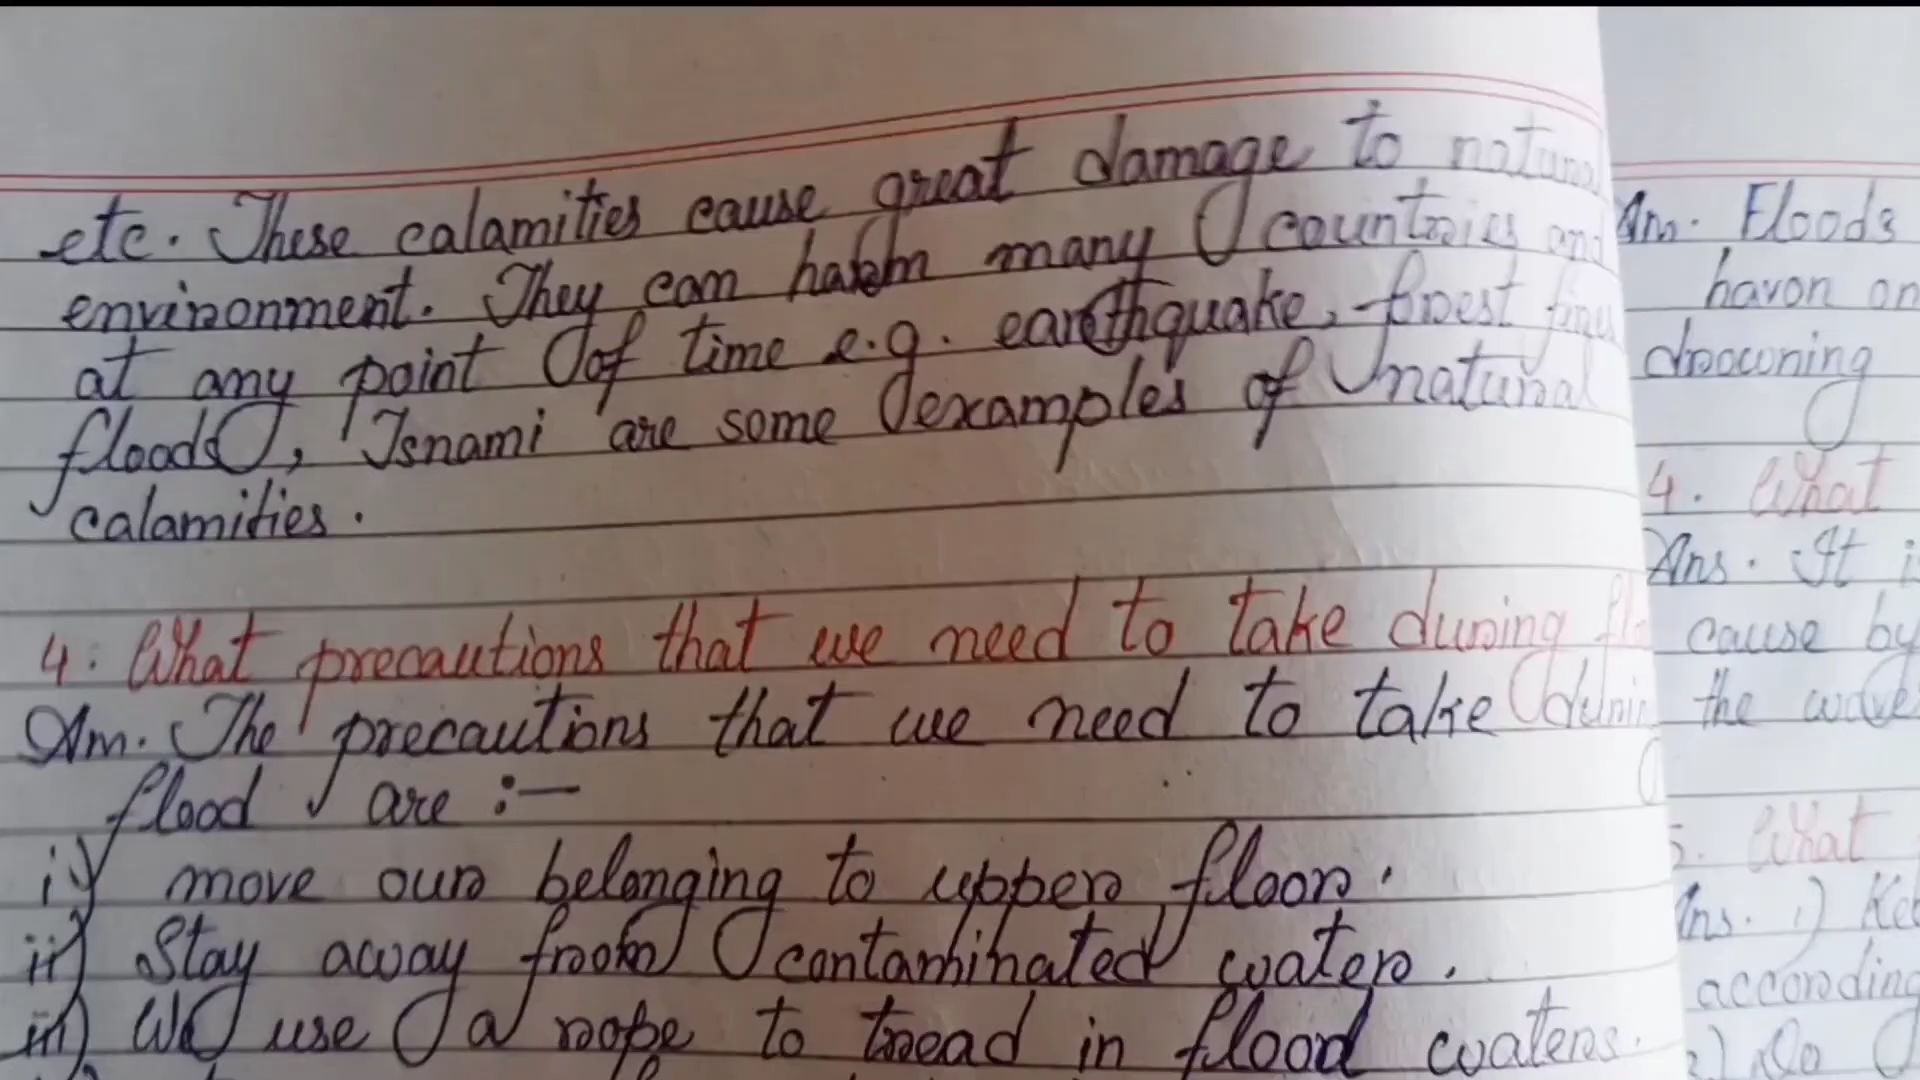 etc. These calamities cause great damage to natural
environment. They can harm many countries and
at any point of time e.g. earthquake, forest fires
floods, Tsnami are some examples of natural
calamities.
4. What precautions that we need to take during
Ans. The precautions that we need to take during
flood are :-
i) move our belonging to upper floor.
ii) Stay away from contaminated water.
iii) We use a rope to tread in flood waters.
Ans. Floods
havon on
drowning
4. What
Ans. It is
cause by
the wave
5. What
Ans. 1)
according
2) Do